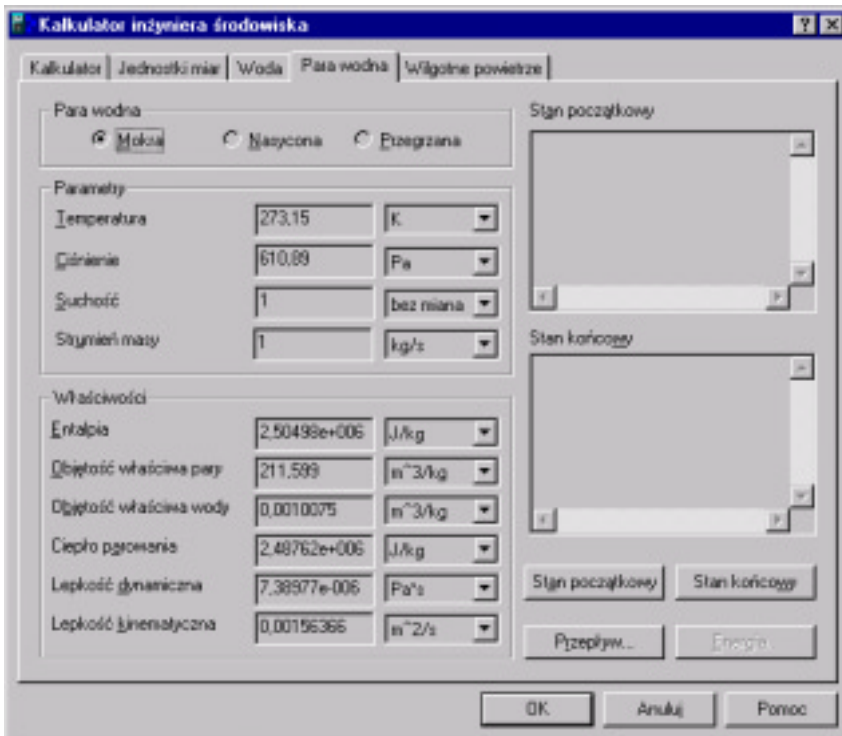 Kalkulator inżyniera środowiska
Kalkulator Jednostki miar Woda Para wodna Wilgotne powietrze
Para wodna
Mokra Nasycona Przegrzana
Parametry
Temperatura 273,15 K
Ciśnienie 610,89 Pa
Suchość 1 bez miana
Strymień masy 1 kg/s
Właściwości
Entalpia 2,50498e+006 J/kg
Objętość właściwa pary 211,599 m^3/kg
Objętość właściwa wody 0,0010075 m^3/kg
Ciepło parowania 2,48762e+006 J/kg
Lepkość dynamiczna 7,38977e-006 Pa*s
Lepkość kinematyczna 0,00156366 m^2/s
Stan początkowy
Stan końcowy
Stan początkowy Stan końcowy
Przepływ... Energia...
OK Anuluj Pomoc